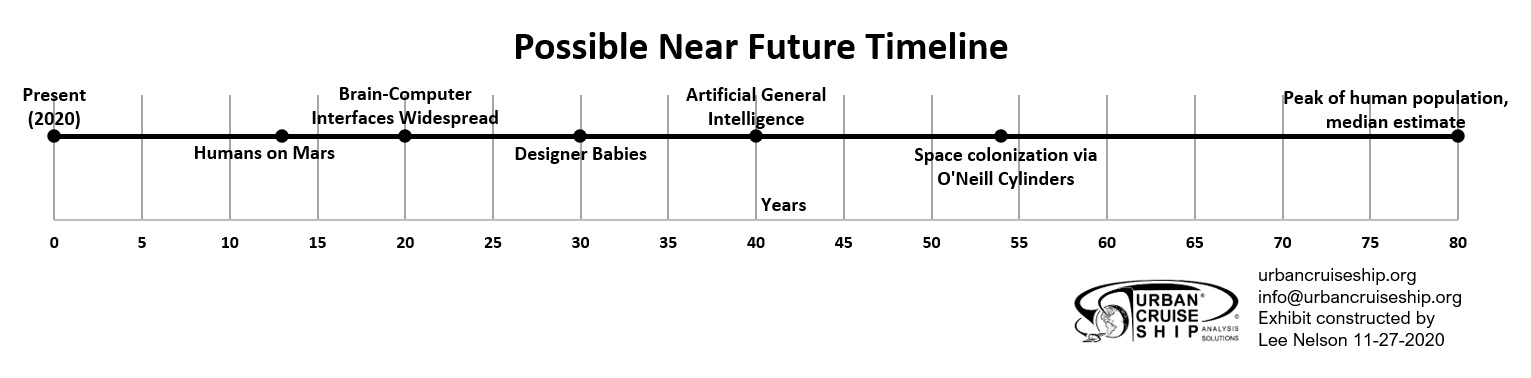 Possible Near Future Timeline
Present
(2020)
Brain-Computer
Interfaces Widespread
Artificial General
Intelligence
Peak of human population,
median estimate
Humans on Mars
Designer Babies
Space colonization via
O'Neill Cylinders
Years
0 5 10 15 20 25 30 35 40 45 50 55 60 65 70 75 80
URBAN®
CRUISE
SHIP
©
ANALYSIS
SOLUTIONS
urbancruiseship.org
info@urbancruiseship.org
Exhibit constructed by
Lee Nelson 11-27-2020